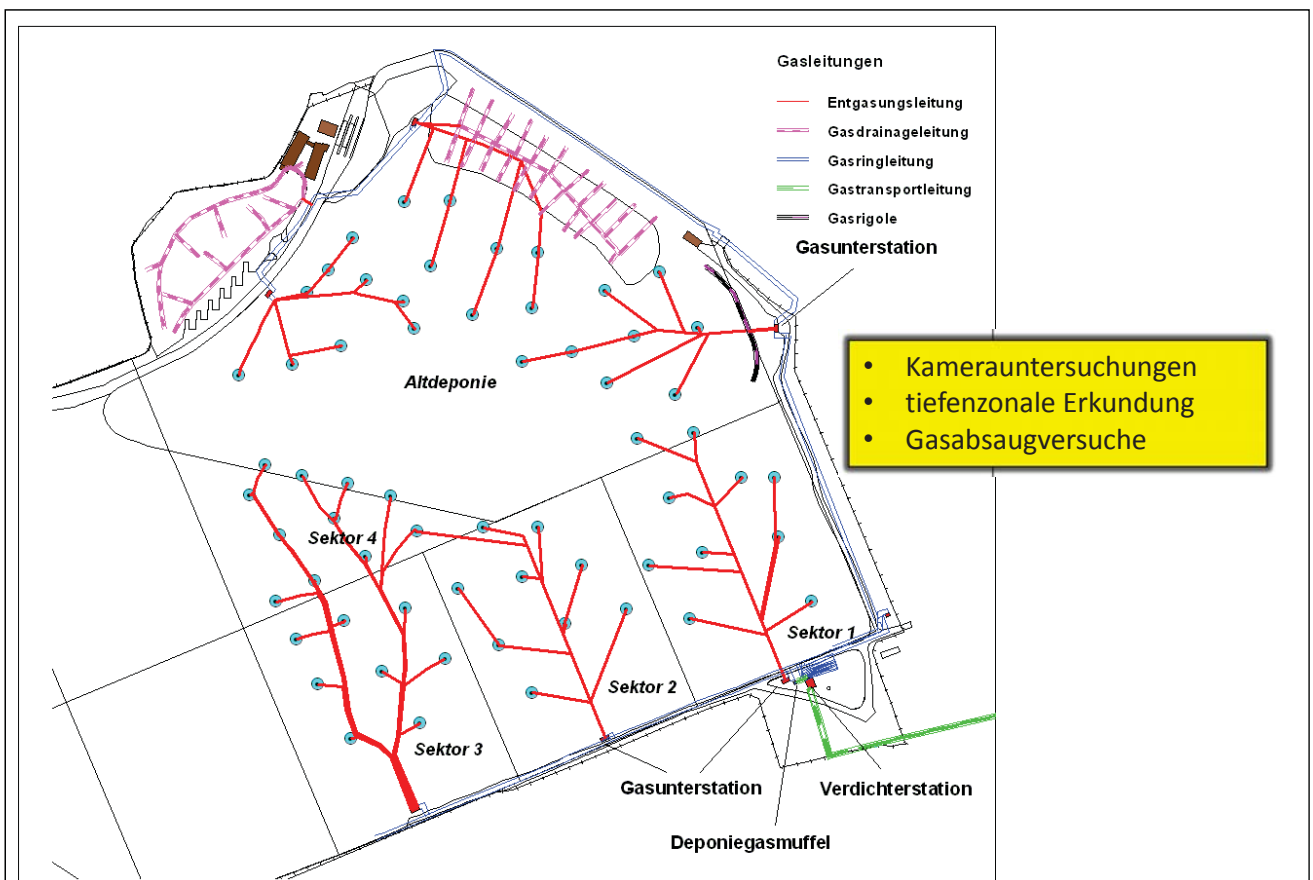 Gasleitungen
Entgasungsleitung
Gasdrainageleitung
Gasringleitung
Gastransportleitung
Gasrigole
Gasunterstation
• Kamerauntersuchungen
• tiefenzonale Erkundung
• Gasabsaugversuche
Altdeponie
Sektor 4
Sektor 1
Sektor 2
Sektor 3
Gasunterstation
Verdichterstation
Deponiegasmuffel